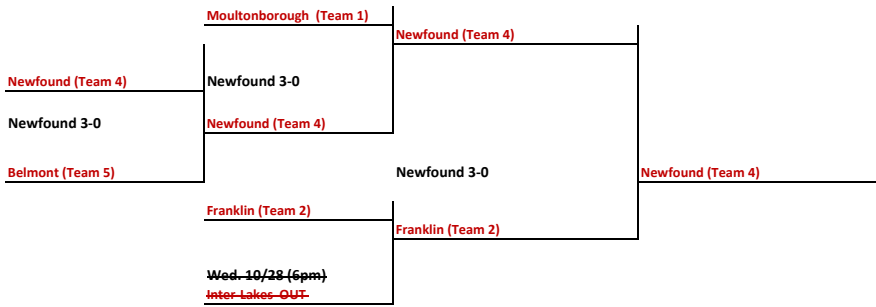 Moultonborough  (Team 1)
Newfound (Team 4)
Newfound (Team 4)
Newfound 3-0
Newfound 3-0
Newfound (Team 4)
Belmont (Team 5)
Newfound 3-0
Newfound (Team 4)
Franklin (Team 2)
Franklin (Team 2)
Wed. 10/28 (6pm)
Inter-Lakes OUT